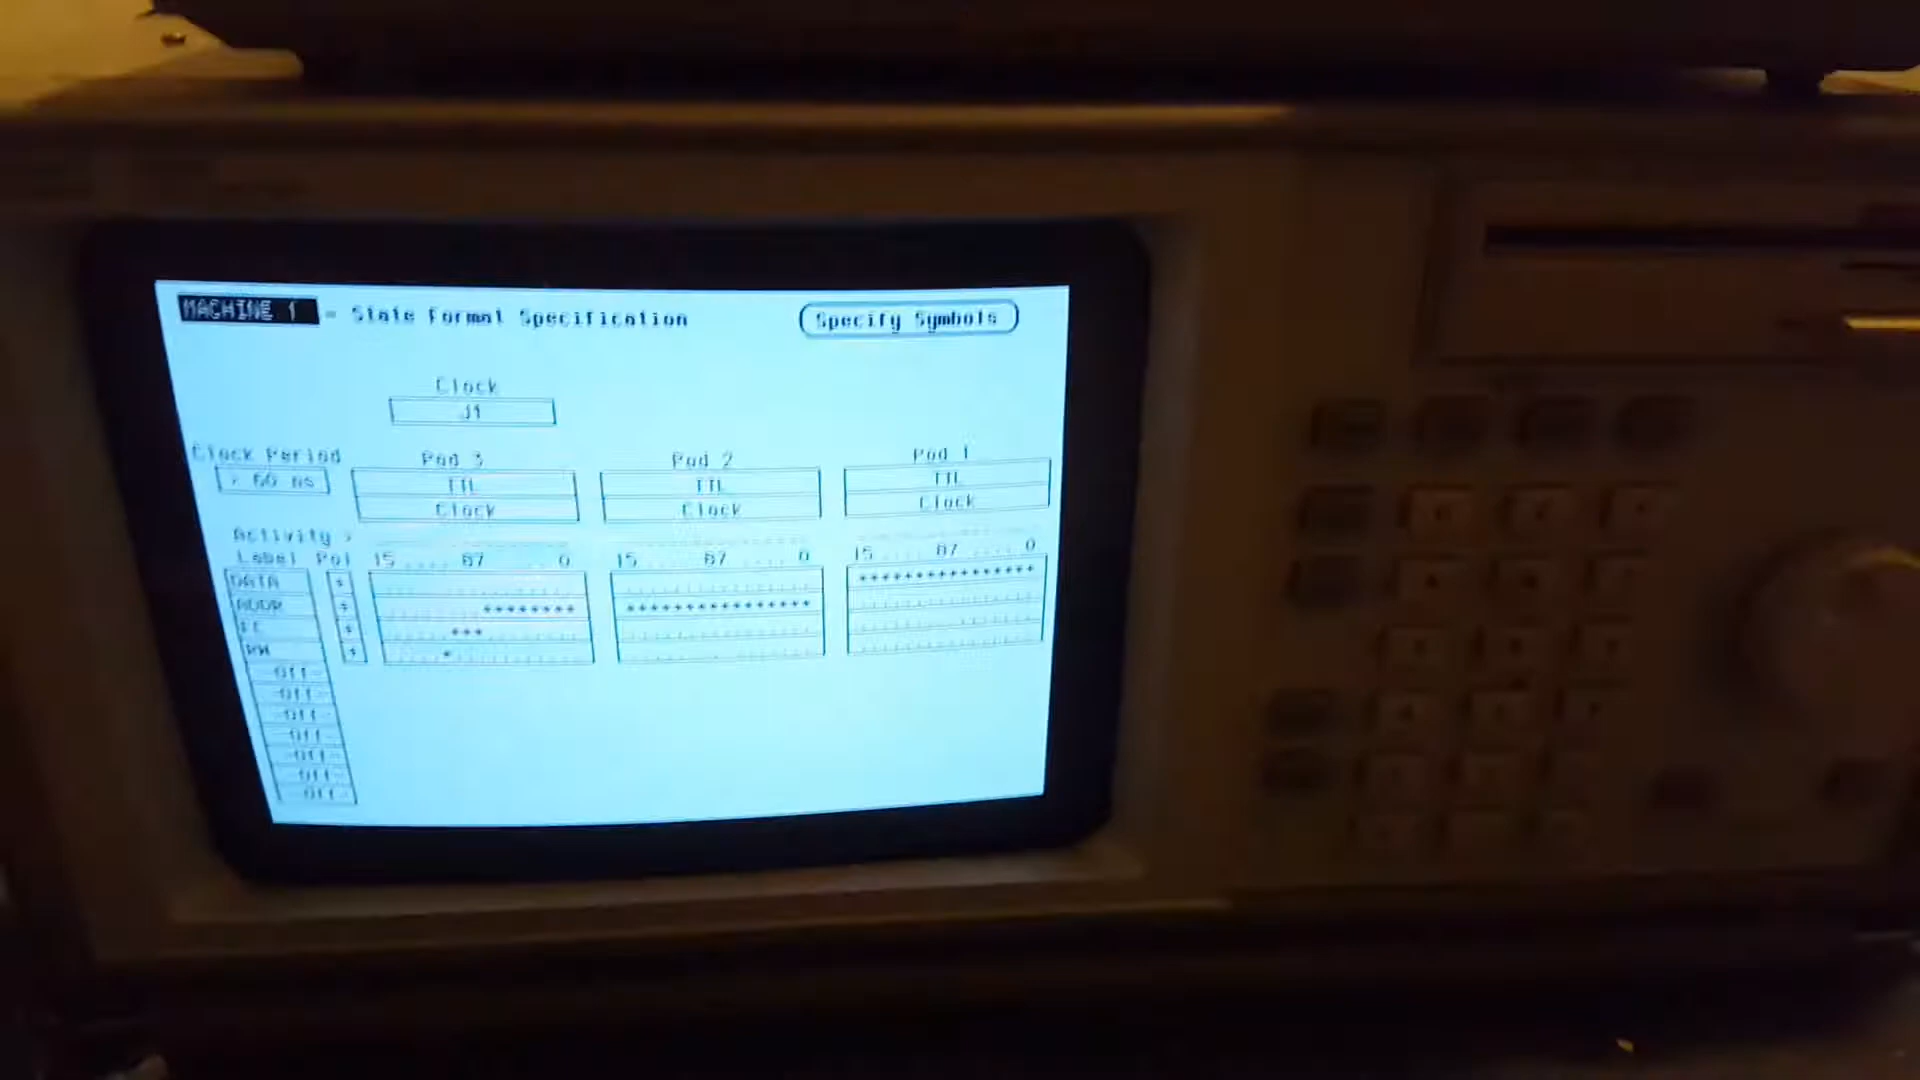 MACHINE 1 - State Format Specification Specify Symbols
Clock
J↑
Clock Period Pod 3 Pod 2 Pod 1
> 60 ns TTL TTL TTL
Clock Clock Clock
Activity >
Label Pol 15 .... 87 .... 0 15 .... 87 .... 0 15 .... 87 .... 0
DATA + ................ ................ ****************
ADDR + ........******** **************** ................
+ .......
RW +
-Off-
-Off-
-Off-
-Off-
-Off-
-Off-
-Off-